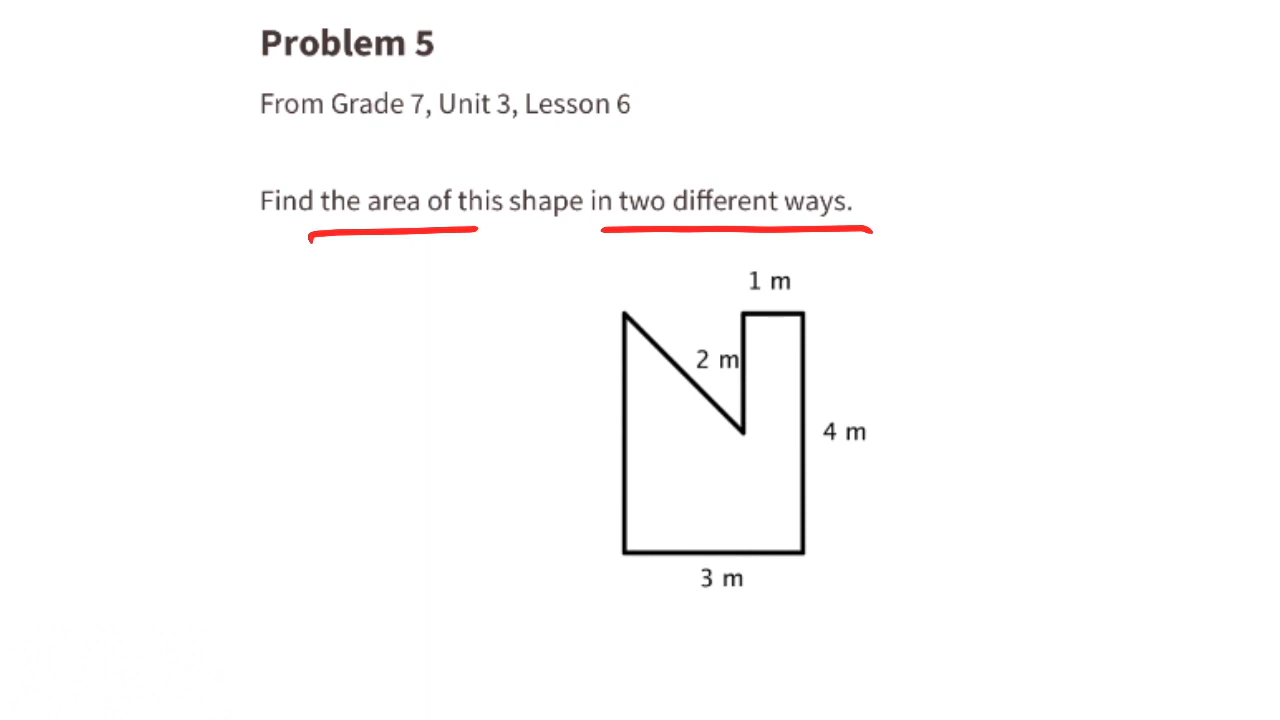 Problem 5
From Grade 7, Unit 3, Lesson 6
Find the area of this shape in two different ways.
1 m
2 m
4 m
3 m